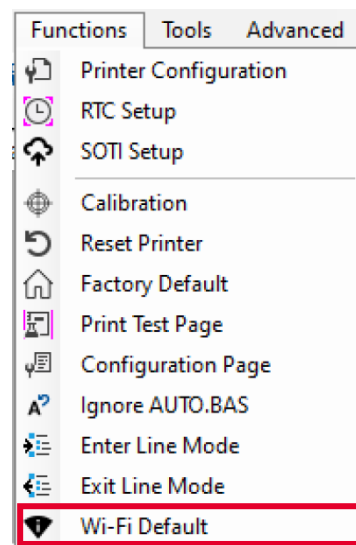 Functions Tools Advanced
Printer Configuration
RTC Setup
SOTI Setup
Calibration
Reset Printer
Factory Default
Print Test Page
Configuration Page
Ignore AUTO.BAS
Enter Line Mode
Exit Line Mode
Wi-Fi Default